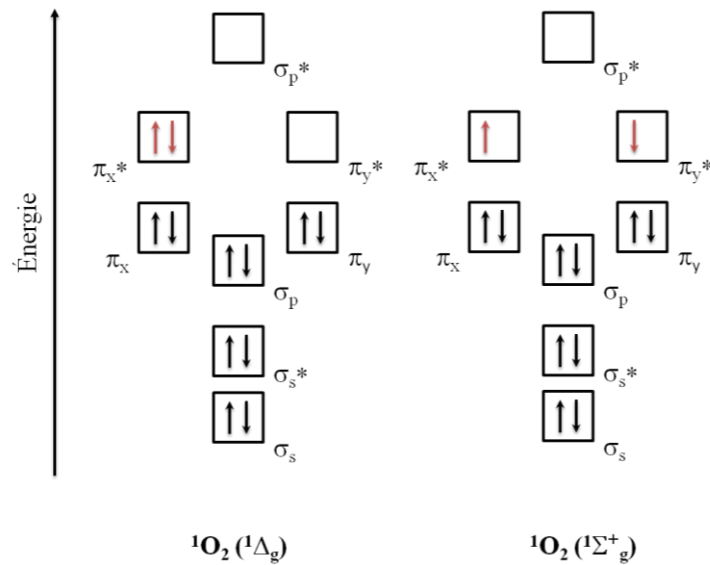 σp* σp*
πx* πy* πx* πy*
Énergie
πx πy πx πy
σp σp
σs* σs*
σs σs
¹O₂ (¹Δg) ¹O₂ (¹Σ⁺g)